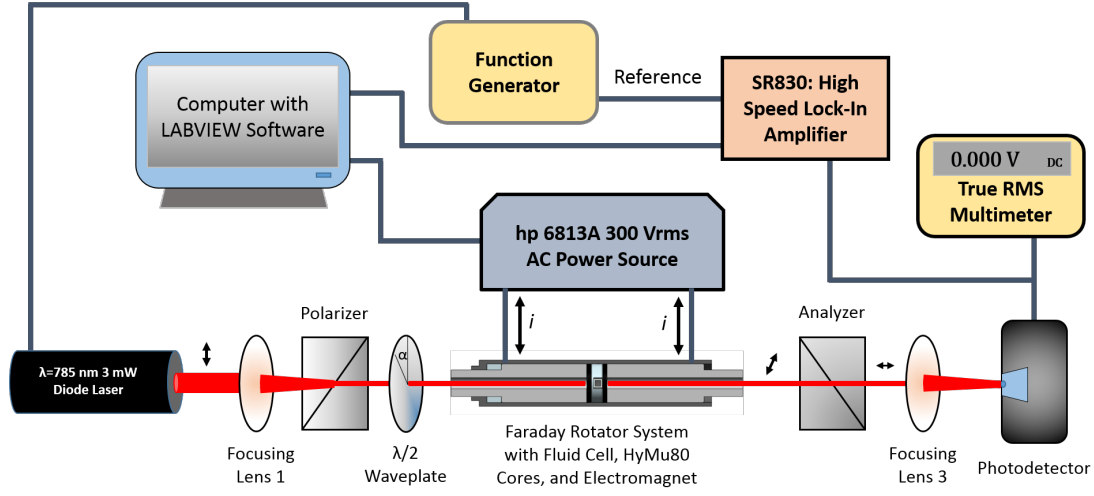 Function
Generator
Reference
SR830: High
Speed Lock-In
Amplifier
Computer with
LABVIEW Software
0.000 V DC
True RMS
Multimeter
hp 6813A 300 Vrms
AC Power Source
i
i
Polarizer
Analyzer
α
λ=785 nm 3 mW
Diode Laser
Focusing
Lens 1
λ/2
Waveplate
Faraday Rotator System
with Fluid Cell, HyMu80
Cores, and Electromagnet
Focusing
Lens 3
Photodetector